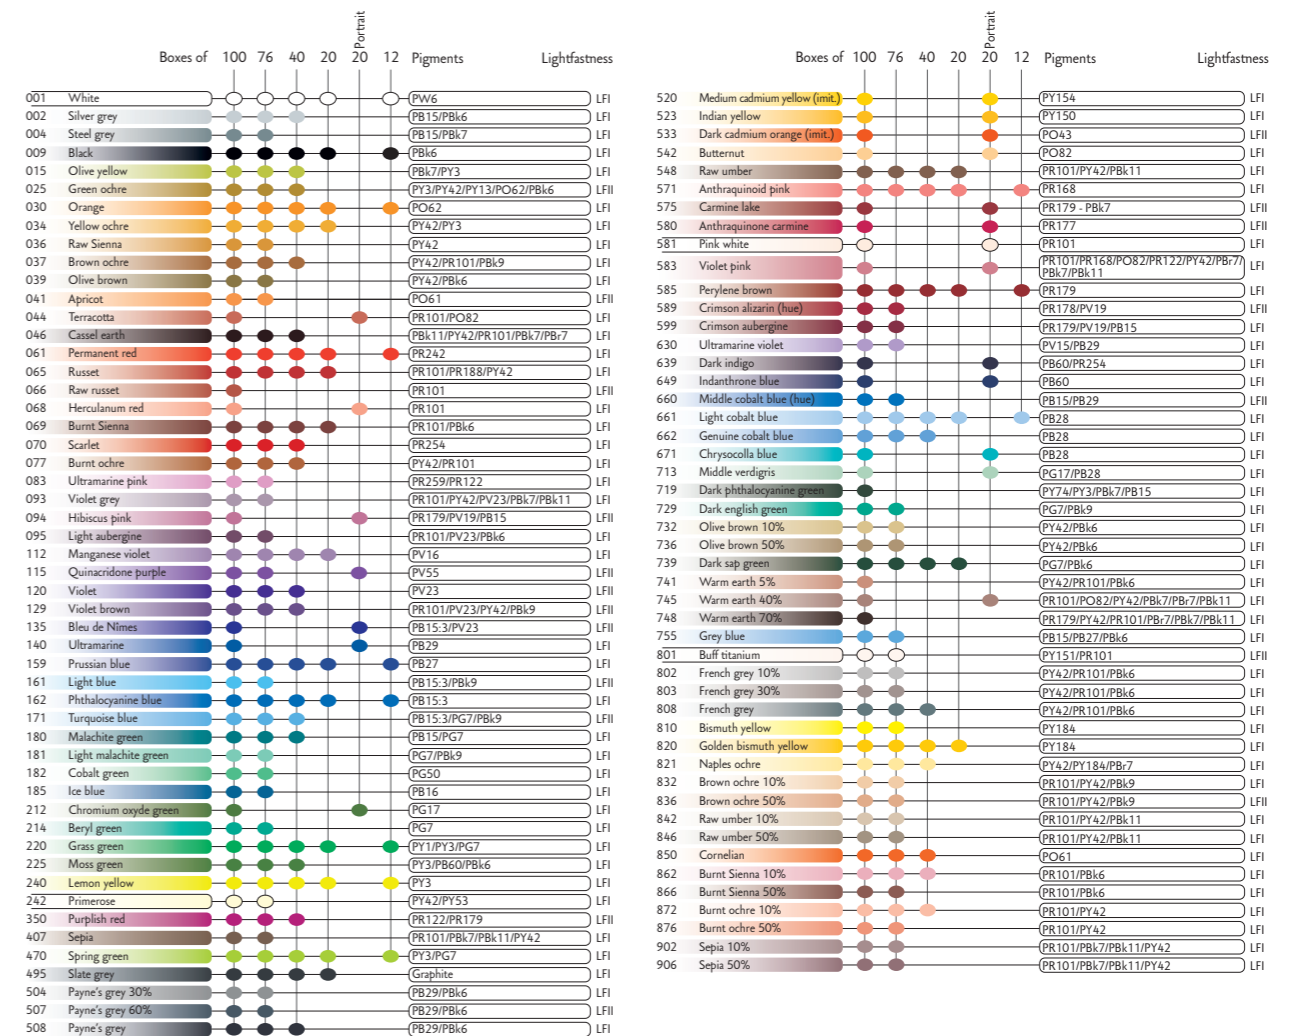 Boxes of 100 76 40 20 20 Portrait 12 Pigments Lightfastness
001 White PW6 LFI
002 Silver grey PB15/PBk6 LFI
004 Steel grey PB15/PBk7 LFI
009 Black PBk6 LFI
015 Olive yellow PBk7/PY3 LFI
025 Green ochre PY3/PY42/PY13/PO62/PBk6 LFII
030 Orange PO62 LFI
034 Yellow ochre PY42/PY3 LFI
036 Raw Sienna PY42 LFI
037 Brown ochre PY42/PR101/PBk9 LFI
039 Olive brown PY42/PBk6 LFI
041 Apricot PO61 LFII
044 Terracotta PR101/PO82 LFI
046 Cassel earth PBk11/PY42/PR101/PBk7/PBr7 LFI
061 Permanent red PR242 LFI
065 Russet PR101/PR188/PY42 LFI
066 Raw russet PR101 LFII
068 Herculanum red PR101 LFI
069 Burnt Sienna PR101/PBk6 LFI
070 Scarlet PR254 LFI
077 Burnt ochre PY42/PR101 LFI
083 Ultramarine pink PR259/PR122 LFI
093 Violet grey PR101/PY42/PV23/PBk7/PBk11 LFI
094 Hibiscus pink PR179/PV19/PB15 LFII
095 Light aubergine PR101/PV23/PBk6 LFI
112 Manganese violet PV16 LFI
115 Quinacridone purple PV55 LFII
120 Violet PV23 LFII
129 Violet brown PR101/PV23/PY42/PBk9 LFI
135 Bleu de Nîmes PB15:3/PV23 LFII
140 Ultramarine PB29 LFI
159 Prussian blue PB27 LFI
161 Light blue PB15:3/PBk9 LFII
162 Phthalocyanine blue PB15:3 LFI
171 Turquoise blue PB15:3/PG7/PBk9 LFII
180 Malachite green PB15/PG7 LFI
181 Light malachite green PG7/PBk9 LFI
182 Cobalt green PG50 LFI
185 Ice blue PB16 LFI
212 Chromium oxyde green PG17 LFI
214 Beryl green PG7 LFI
220 Grass green PY1/PY3/PG7 LFI
225 Moss green PY3/PB60/PBk6 LFI
240 Lemon yellow PY3 LFI
242 Primerose PY42/PY53 LFI
350 Purplish red PR122/PR179 LFII
407 Sepia PR101/PBk7/PBk11/PY42 LFI
470 Spring green PY3/PG7 LFI
495 Slate grey Graphite LFI
504 Payne's grey 30% PB29/PBk6 LFI
507 Payne's grey 60% PB29/PBk6 LFII
508 Payne's grey PB29/PBk6 LFI
Boxes of 100 76 40 20 20 Portrait 12 Pigments Lightfastness
520 Medium cadmium yellow (imit.) PY154 LFI
523 Indian yellow PY150 LFI
533 Dark cadmium orange (imit.) PO43 LFII
542 Butternut PO82 LFI
548 Raw umber PR101/PY42/PBk11 LFI
571 Anthraquinoid pink PR168 LFI
575 Carmine lake PR179 - PBk7 LFII
580 Anthraquinone carmine PR177 LFII
581 Pink white PR101 LFI
583 Violet pink PR101/PR168/PO82/PR122/PY42/PBr7/
PBk7/PBk11 LFI
585 Perylene brown PR179 LFI
589 Crimson alizarin (hue) PR178/PV19 LFII
599 Crimson aubergine PR179/PV19/PB15 LFI
630 Ultramarine violet PV15/PB29 LFI
639 Dark indigo PB60/PR254 LFI
649 Indanthrone blue PB60 LFI
660 Middle cobalt blue (hue) PB15/PB29 LFII
661 Light cobalt blue PB28 LFI
662 Genuine cobalt blue PB28 LFI
671 Chrysocolla blue PB28 LFI
713 Middle verdigris PG17/PB28 LFI
719 Dark phthalocyanine green PY74/PY3/PBk7/PB15 LFI
729 Dark english green PG7/PBk9 LFI
732 Olive brown 10% PY42/PBk6 LFI
736 Olive brown 50% PY42/PBk6 LFI
739 Dark sap green PG7/PBk6 LFI
741 Warm earth 5% PY42/PR101/PBk6 LFI
745 Warm earth 40% PR101/PO82/PY42/PBk7/PBr7/PBk11 LFI
748 Warm earth 70% PR179/PY42/PR101/PBr7/PBk7/PBk11 LFI
755 Grey blue PB15/PB27/PBk6 LFI
801 Buff titanium PY151/PR101 LFII
802 French grey 10% PY42/PR101/PBk6 LFI
803 French grey 30% PY42/PR101/PBk6 LFI
808 French grey PY42/PR101/PBk6 LFI
810 Bismuth yellow PY184 LFI
820 Golden bismuth yellow PY184 LFI
821 Naples ochre PY42/PY184/PBr7 LFI
832 Brown ochre 10% PR101/PY42/PBk9 LFI
836 Brown ochre 50% PR101/PY42/PBk9 LFII
842 Raw umber 10% PR101/PY42/PBk11 LFI
846 Raw umber 50% PR101/PY42/PBk11 LFI
850 Cornelian PO61 LFI
862 Burnt Sienna 10% PR101/PBk6 LFI
866 Burnt Sienna 50% PR101/PBk6 LFI
872 Burnt ochre 10% PR101/PY42 LFI
876 Burnt ochre 50% PR101/PY42 LFI
902 Sepia 10% PR101/PBk7/PBk11/PY42 LFI
906 Sepia 50% PR101/PBk7/PBk11/PY42 LFI